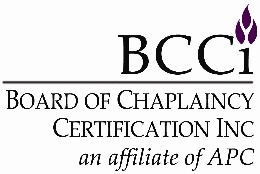 BCCi
BOARD OF CHAPLAINCY
CERTIFICATION INC
an affiliate of APC